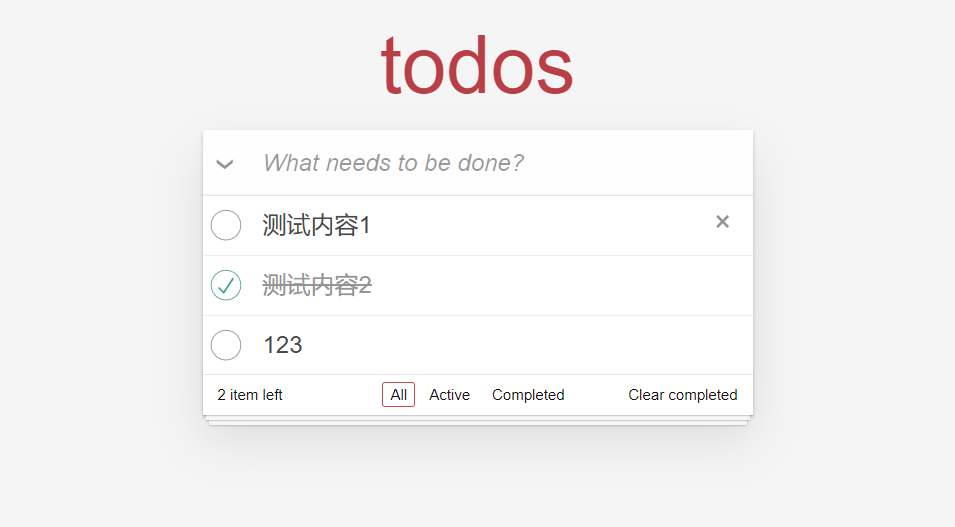 todos
What needs to be done?
测试内容1
测试内容2
123
2 item left All Active Completed Clear completed